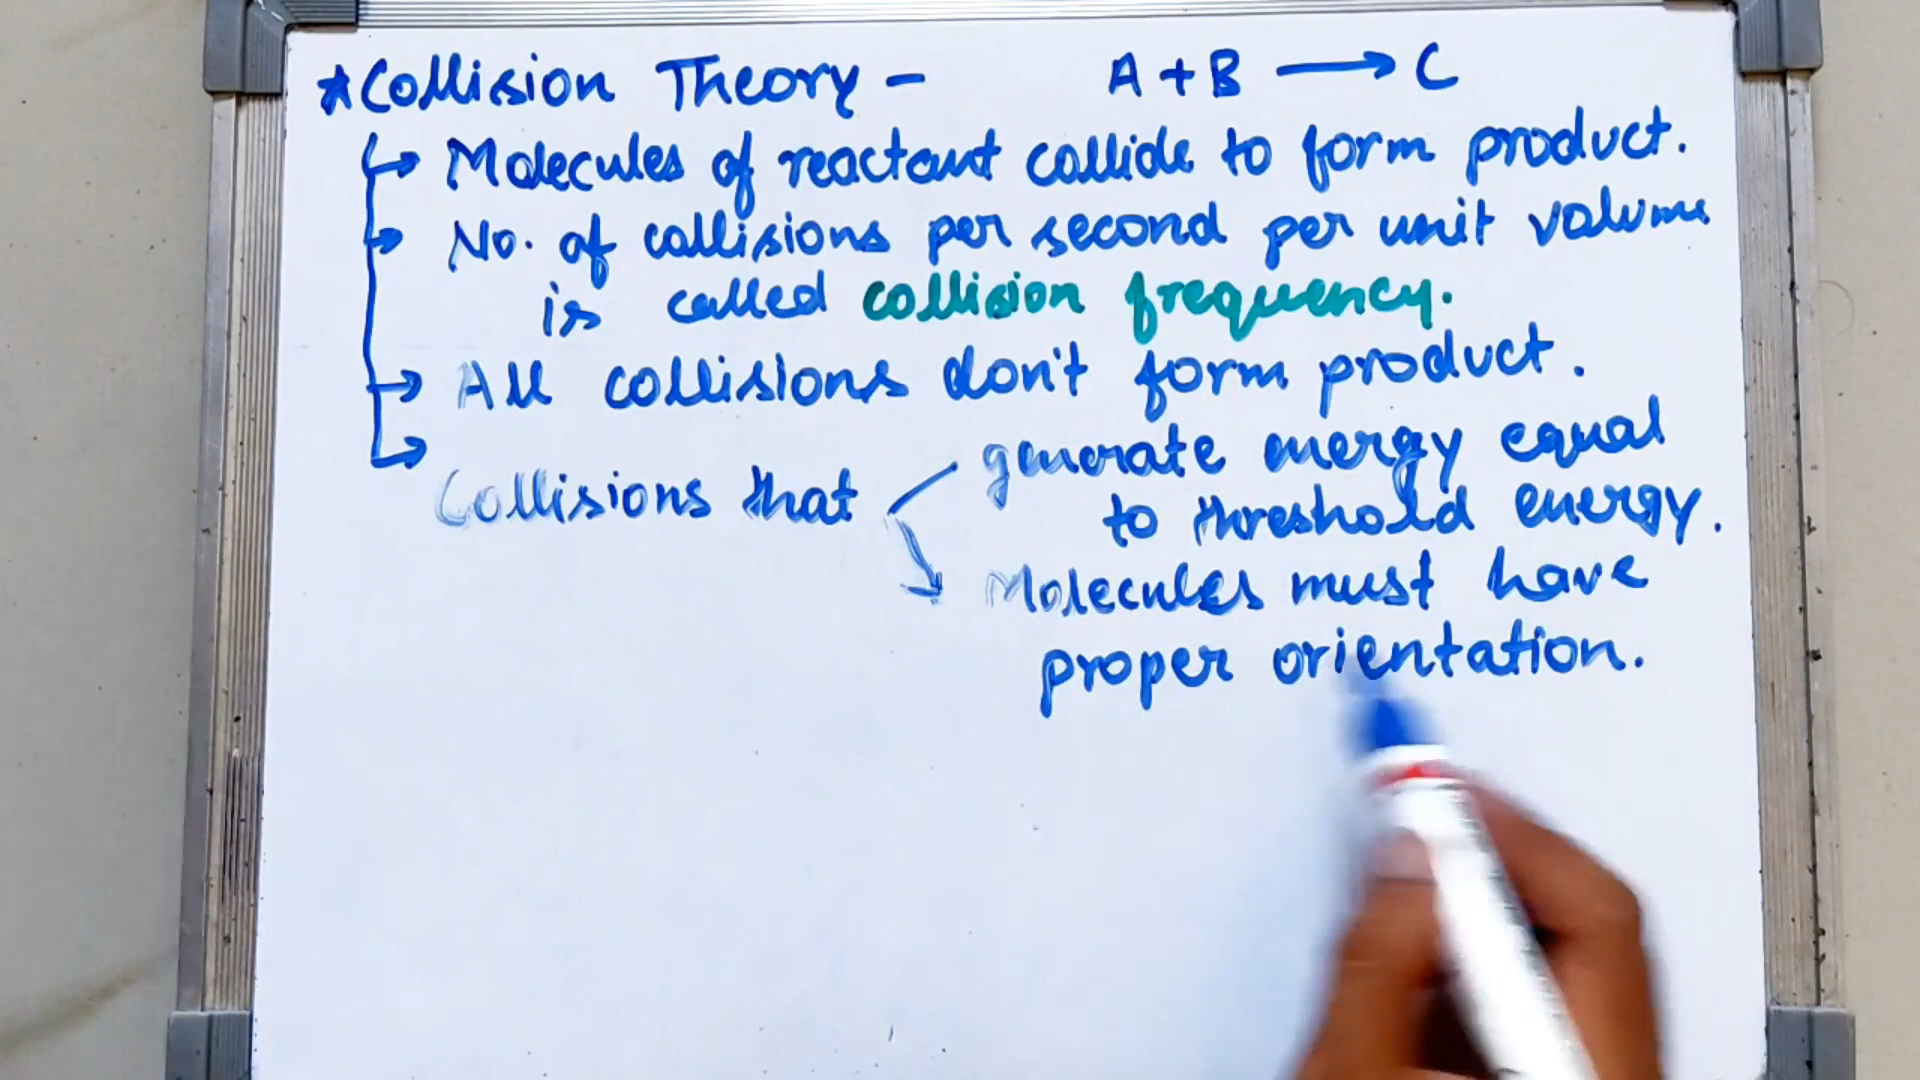 *Collision Theory - A + B → C
→ Molecules of reactant collide to form product.
→ No. of collisions per second per unit volume
is called collision frequency.
→ All collisions don't form product.
→ Collisions that generate energy equal
to threshold energy.
→ Molecules must have
proper orientation.